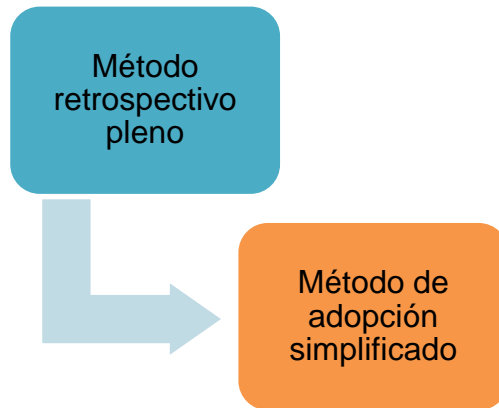 Método
retrospectivo
pleno
Método de
adopción
simplificado